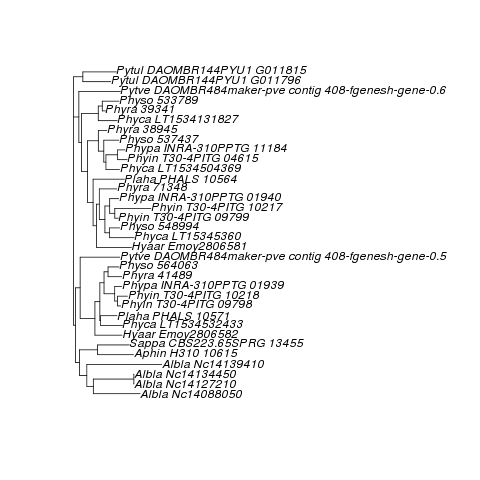 Pytul DAOMBR144PYU1 G011815
Pytul DAOMBR144PYU1 G011796
Pytve DAOMBR484maker-pve contig 408-fgenesh-gene-0.6
Physo 533789
Phyra 39341
Phyca LT1534131827
Phyra 38945
Physo 537437
Phypa INRA-310PPTG 11184
Phyin T30-4PITG 04615
Phyca LT1534504369
Plaha PHALS 10564
Phyra 71348
Phypa INRA-310PPTG 01940
Phyin T30-4PITG 10217
Phyin T30-4PITG 09799
Physo 548994
Phyca LT15345360
Hyaar Emoy2806581
Pytve DAOMBR484maker-pve contig 408-fgenesh-gene-0.5
Physo 564063
Phyra 41489
Phypa INRA-310PPTG 01939
Phyin T30-4PITG 10218
Phyin T30-4PITG 09798
Plaha PHALS 10571
Phyca LT1534532433
Hyaar Emoy2806582
Sappa CBS223.65SPRG 13455
Aphin H310 10615
Albla Nc14139410
Albla Nc14134450
Albla Nc14127210
Albla Nc14088050